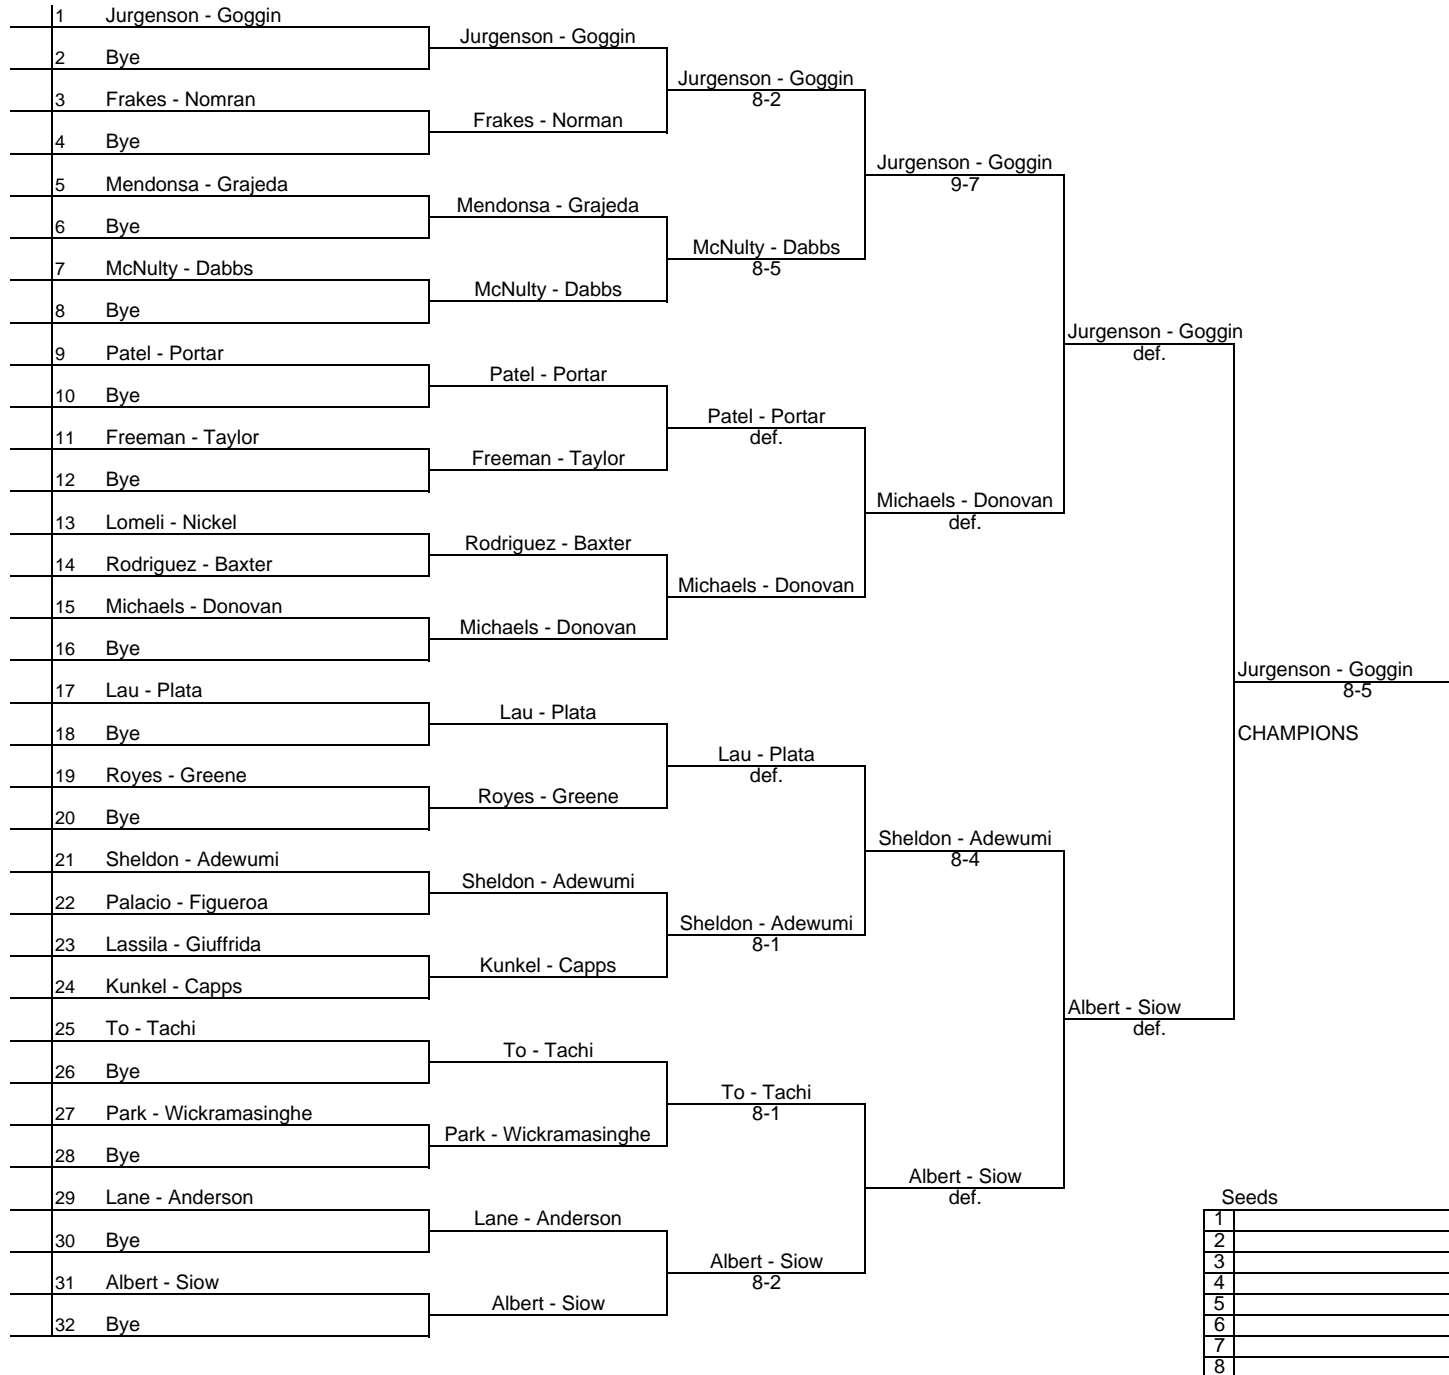 1 Jurgenson - Goggin
2 Bye
3 Frakes - Nomran
4 Bye
5 Mendonsa - Grajeda
6 Bye
7 McNulty - Dabbs
8 Bye
9 Patel - Portar
10 Bye
11 Freeman - Taylor
12 Bye
13 Lomeli - Nickel
14 Rodriguez - Baxter
15 Michaels - Donovan
16 Bye
17 Lau - Plata
18 Bye
19 Royes - Greene
20 Bye
21 Sheldon - Adewumi
22 Palacio - Figueroa
23 Lassila - Giuffrida
24 Kunkel - Capps
25 To - Tachi
26 Bye
27 Park - Wickramasinghe
28 Bye
29 Lane - Anderson
30 Bye
31 Albert - Siow
32 Bye
Jurgenson - Goggin
Frakes - Norman
Mendonsa - Grajeda
McNulty - Dabbs
Patel - Portar
Freeman - Taylor
Rodriguez - Baxter
Michaels - Donovan
Lau - Plata
Royes - Greene
Sheldon - Adewumi
Kunkel - Capps
To - Tachi
Park - Wickramasinghe
Lane - Anderson
Albert - Siow
Jurgenson - Goggin
8-2
McNulty - Dabbs
8-5
Patel - Portar
def.
Michaels - Donovan
Lau - Plata
def.
Sheldon - Adewumi
8-1
To - Tachi
8-1
Albert - Siow
8-2
Jurgenson - Goggin
9-7
Michaels - Donovan
def.
Sheldon - Adewumi
8-4
Albert - Siow
def.
Jurgenson - Goggin
def.
Albert - Siow
def.
Jurgenson - Goggin
8-5
CHAMPIONS
Seeds
1
2
3
4
5
6
7
8